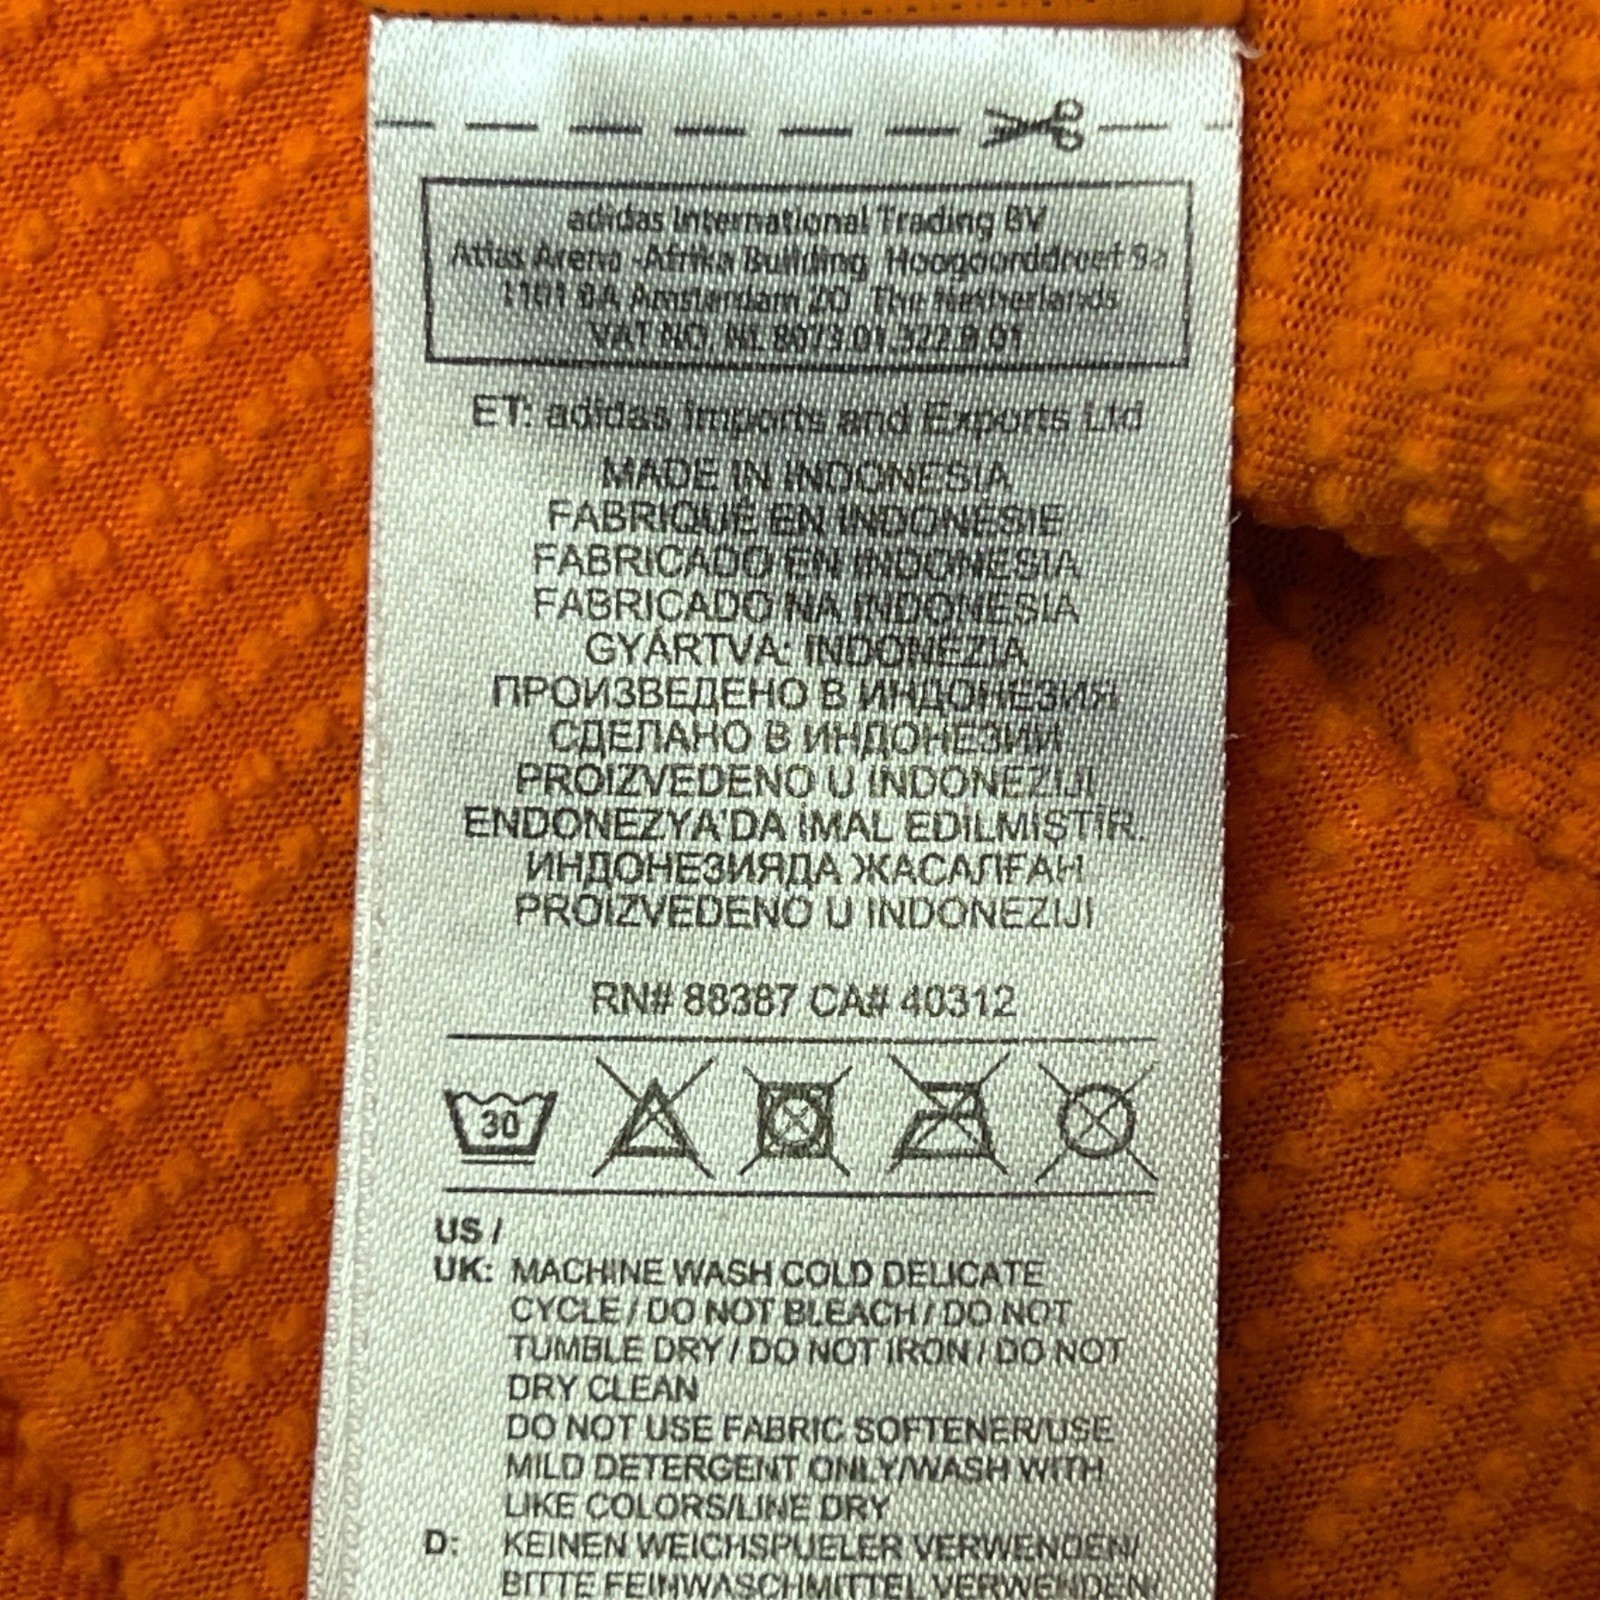 adidas International Trading BV
Atlas Arena -Afrika Building, Hoogoorddreef 9a
1101 BA Amsterdam ZO, The Netherlands
VAT NO. NL 8073.01.322.B.01
ET: adidas Imports and Exports Ltd
MADE IN INDONESIA
FABRIQUÉ EN INDONÉSIE
FABRICADO EN INDONESIA
FABRICADO NA INDONÉSIA
GYÁRTVA: INDONÉZIA
ПРОИЗВЕДЕНО В ИНДОНЕЗИЯ
СДЕЛАНО В ИНДОНЕЗИИ
PROIZVEDENO U INDONEZIJI
ENDONEZYA'DA İMAL EDİLMİŞTİR.
ИНДОНЕЗИЯДА ЖАСАЛҒАН
PROIZVEDENO U INDONEZIJI
RN# 88387 CA# 40312
30
US /
UK: MACHINE WASH COLD DELICATE
CYCLE / DO NOT BLEACH / DO NOT
TUMBLE DRY / DO NOT IRON / DO NOT
DRY CLEAN
DO NOT USE FABRIC SOFTENER/USE
MILD DETERGENT ONLY/WASH WITH
LIKE COLORS/LINE DRY
D: KEINEN WEICHSPUELER VERWENDEN/
BITTE FEINWASCHMITTEL VERWENDEN/